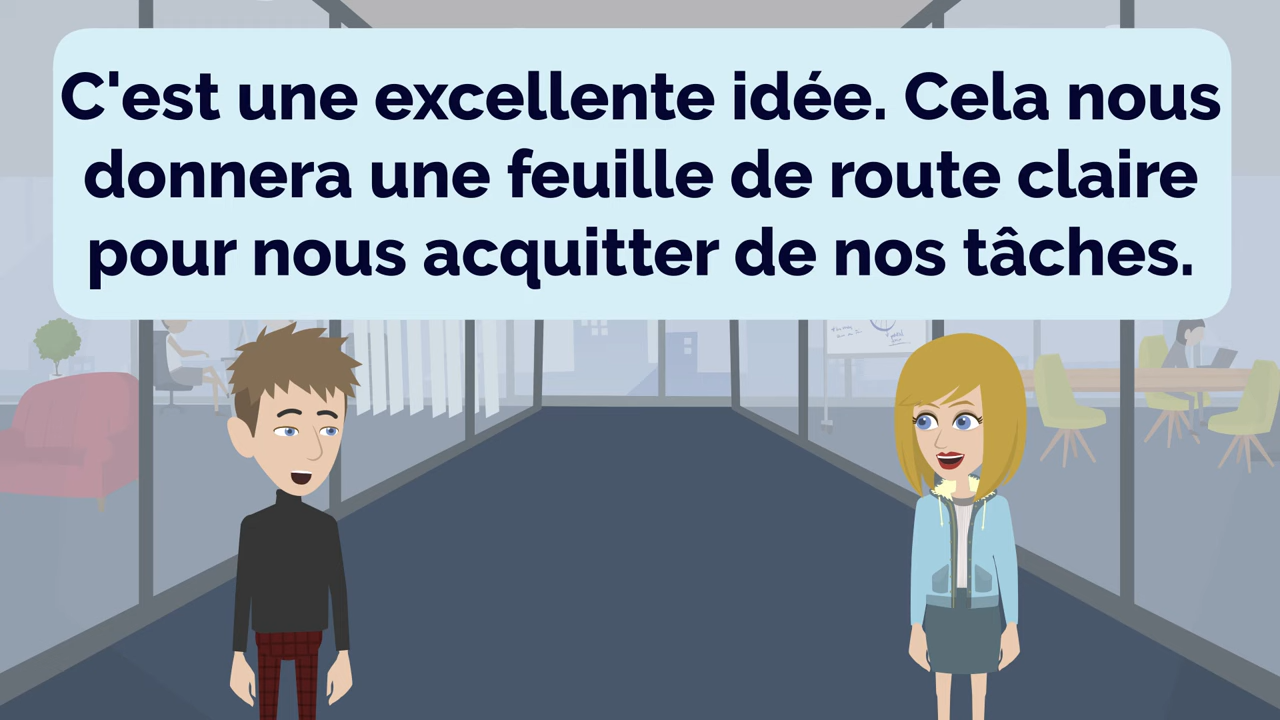 C'est une excellente idée. Cela nous
donnera une feuille de route claire
pour nous acquitter de nos tâches.